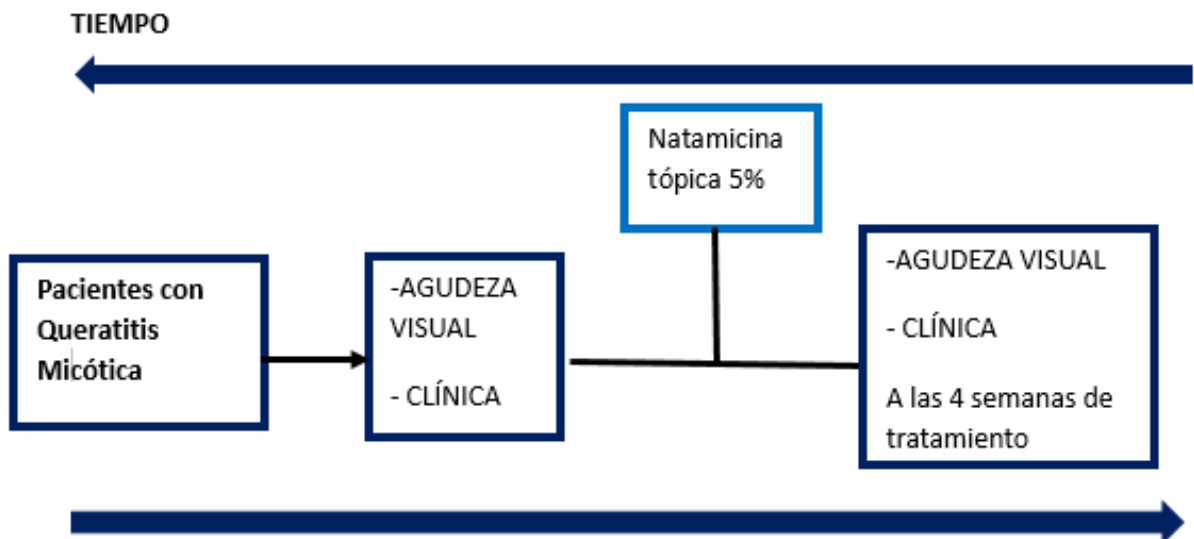 TIEMPO
Natamicina
tópica 5%
Pacientes con
Queratitis
Micótica
-AGUDEZA
VISUAL
- CLÍNICA
-AGUDEZA VISUAL
- CLÍNICA
A las 4 semanas de
tratamiento